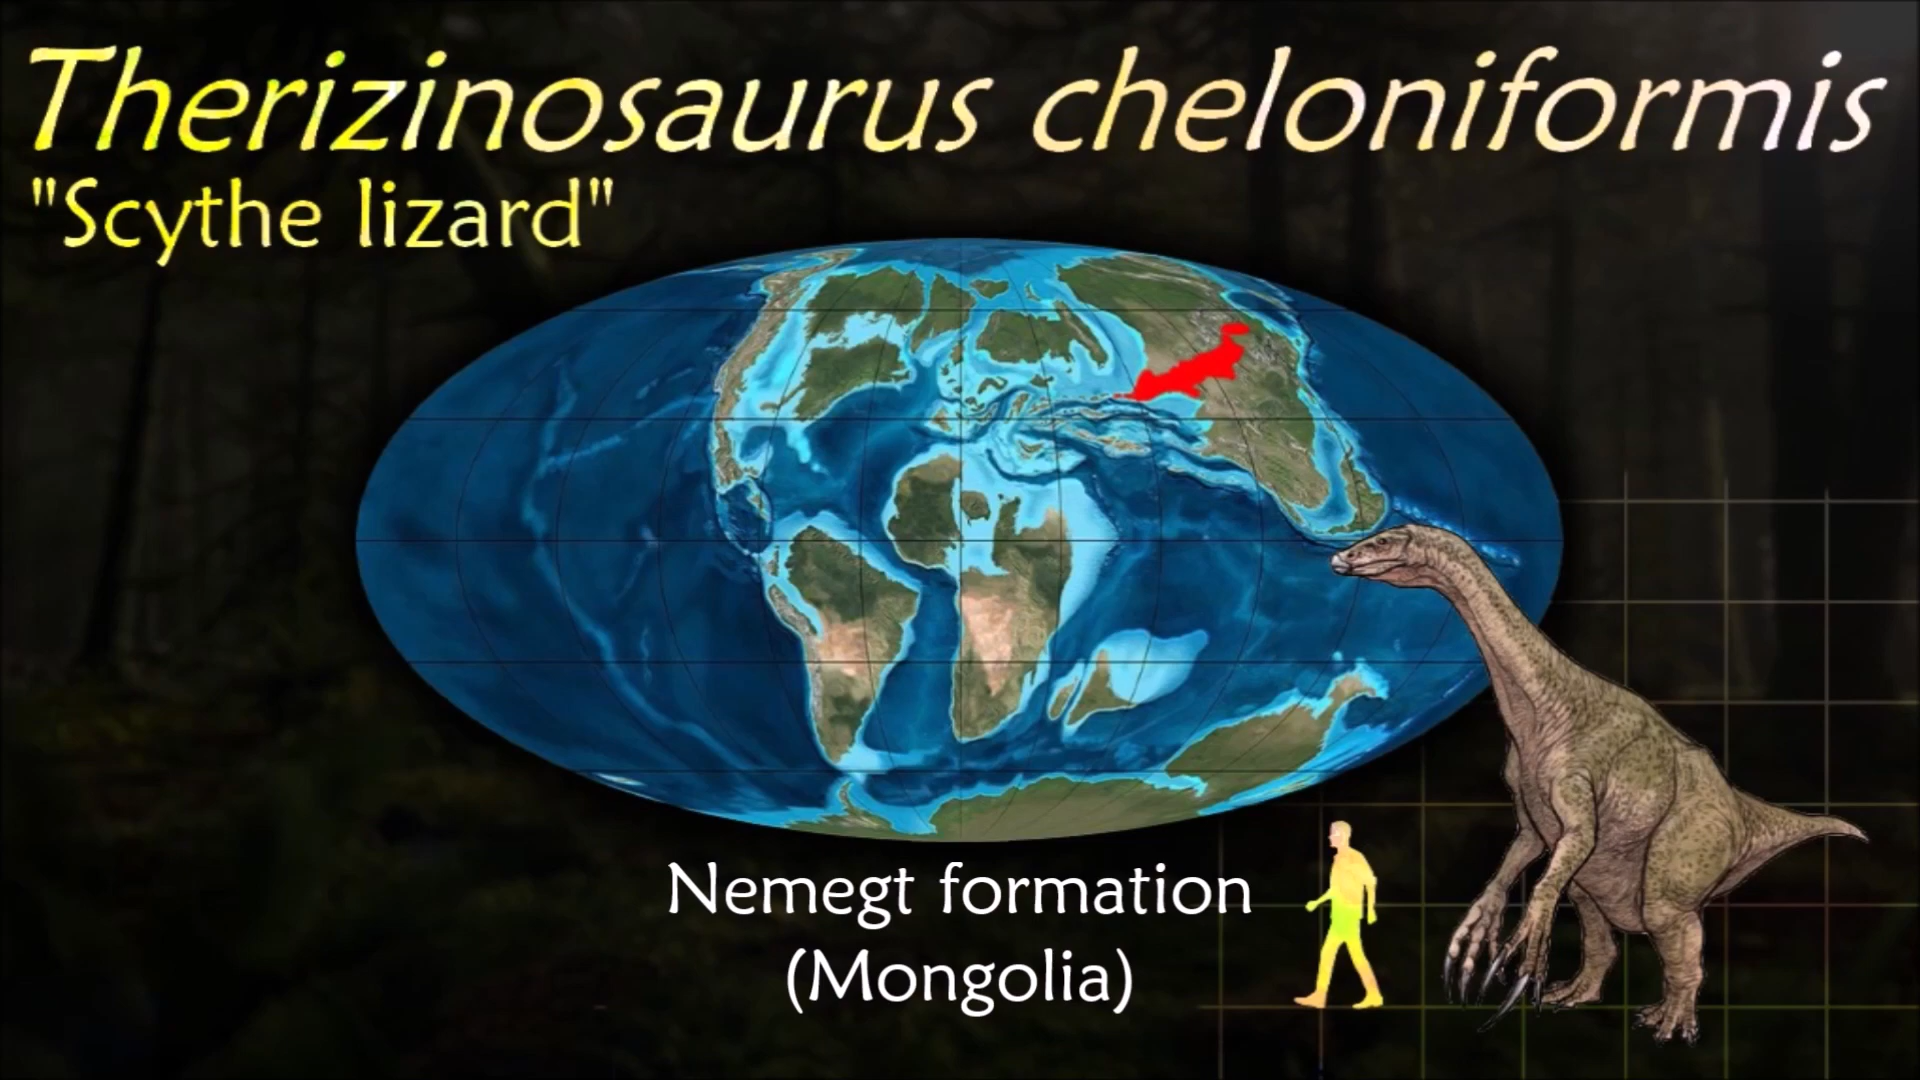 Therizinosaurus cheloniformis
"Scythe lizard"
Nemegt formation
(Mongolia)